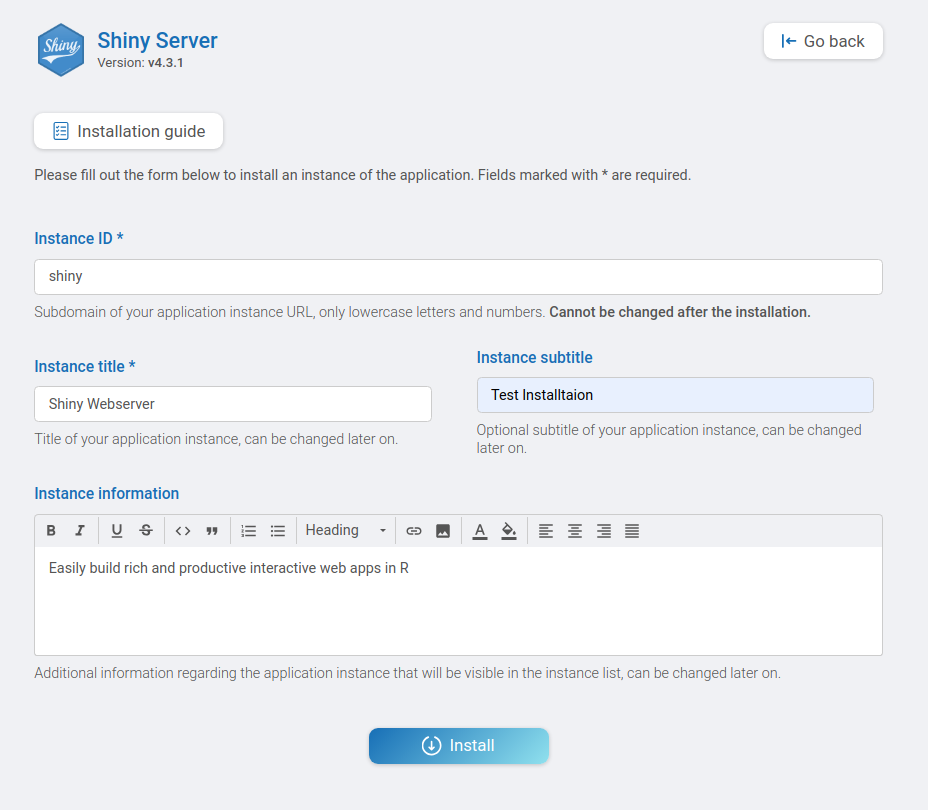 Shiny
Shiny Server
Version: v4.3.1
Go back
Installation guide
Please fill out the form below to install an instance of the application. Fields marked with * are required.
Instance ID *
shiny
Subdomain of your application instance URL, only lowercase letters and numbers. Cannot be changed after the installation.
Instance title *
Shiny Webserver
Title of your application instance, can be changed later on.
Instance subtitle
Test Installtaion
Optional subtitle of your application instance, can be changed
later on.
Instance information
B I U S <> Heading A
Easily build rich and productive interactive web apps in R
Additional information regarding the application instance that will be visible in the instance list, can be changed later on.
Install